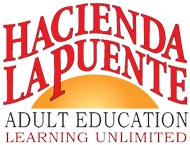 HACIENDA
LA PUENTE
ADULT EDUCATION
LEARNING UNLIMITED